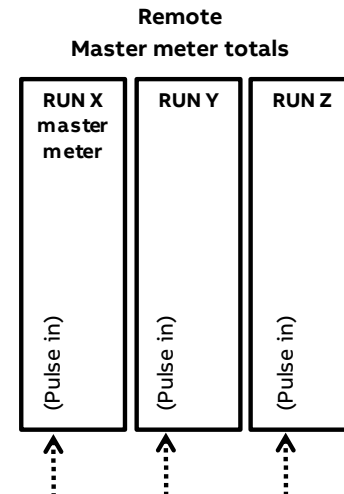 Remote
Master meter totals
RUN X
master
meter
(Pulse in)
RUN Y
(Pulse in)
RUN Z
(Pulse in)